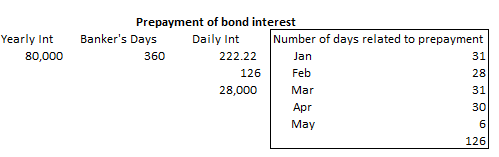 Prepayment of bond interest
Yearly Int Banker's Days Daily Int Number of days related to prepayment
80,000 360 222.22 Jan 31
126 Feb 28
28,000 Mar 31
Apr 30
May 6
126